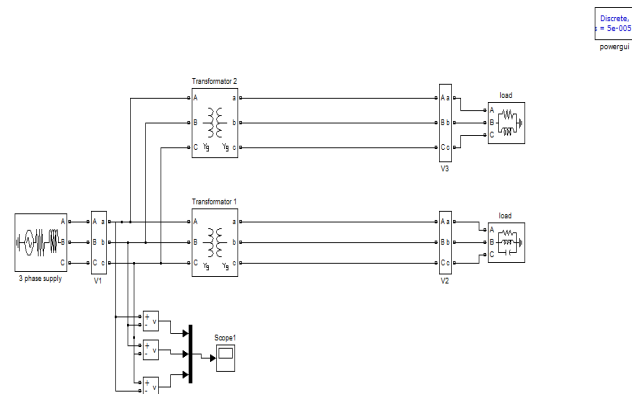 Discrete,
s = 5e-005
powergui
Transformator 2
A a
B b
C c
Yg Yg
A a
B b
C c
V3
load
A
B
C
Transformator 1
A a
B b
C c
Yg Yg
A a
B b
C c
V2
load
A
B
C
A
B
C
3 phase supply
A a
B b
C c
V1
+
-
v
+
-
v
+
-
v
Scope1